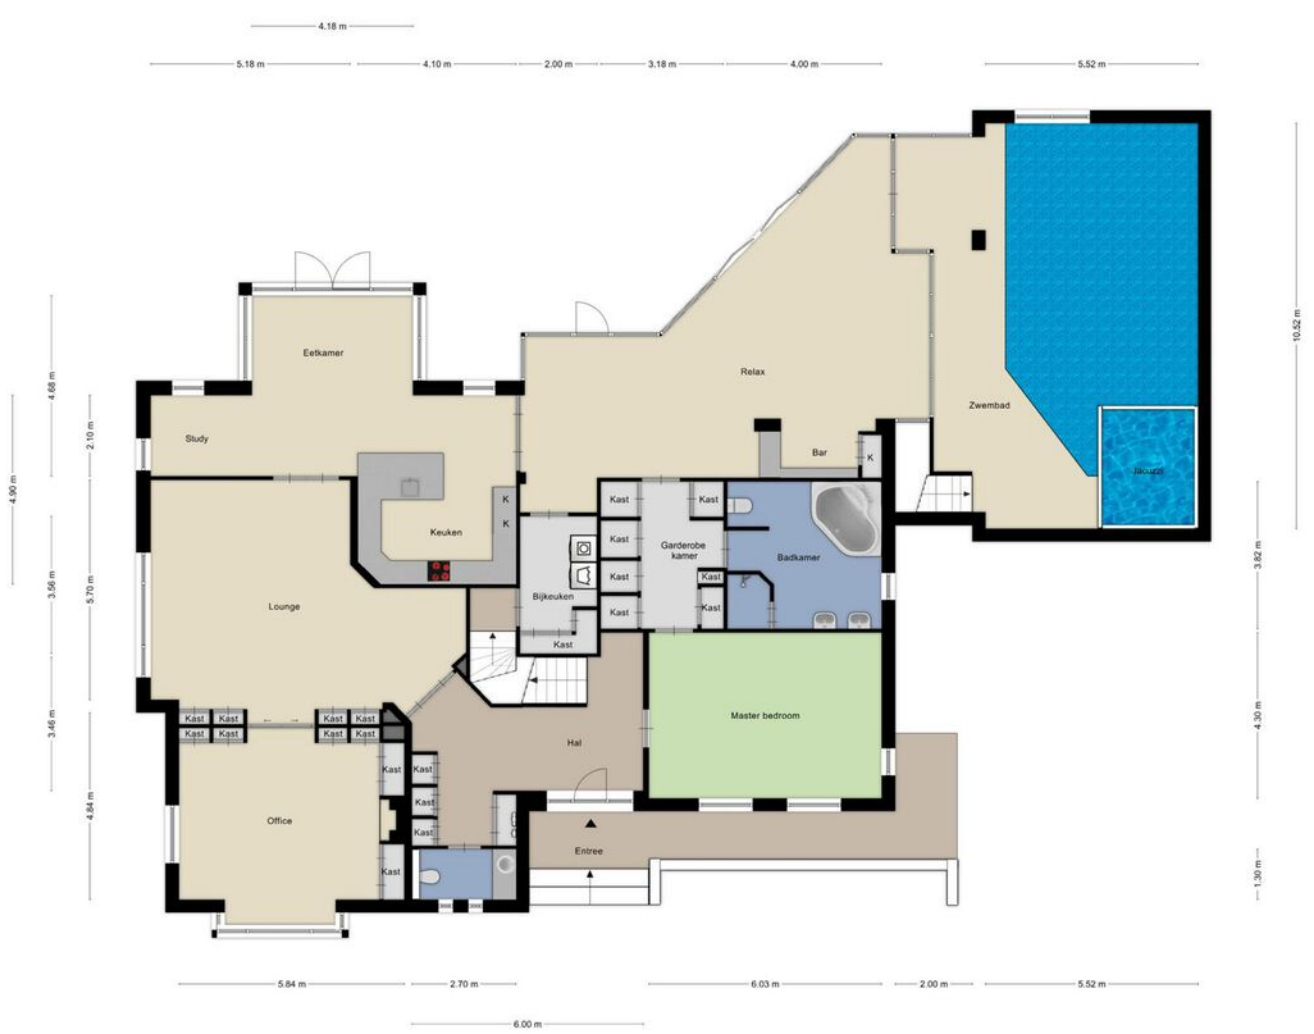 4.18 m
5.18 m
4.10 m
2.00 m
3.18 m
4.00 m
5.52 m
10.52 m
4.68 m
2.10 m
4.90 m
3.56 m
5.70 m
3.46 m
4.84 m
3.82 m
4.30 m
1.30 m
Eetkamer
Relax
Zwembad
Study
Bar
K
Jacuzzi
K
K
Keuken
Kast
Kast
Kast
Garderobe
kamer
Badkamer
Kast
Kast
Bijkeuken
Kast
Kast
Kast
Lounge
Kast
Kast
Kast
Kast
Kast
Kast
Kast
Kast
Master bedroom
Hal
Kast
Kast
Kast
Kast
Office
Entree
Kast
5.84 m
2.70 m
6.03 m
2.00 m
5.52 m
6.00 m